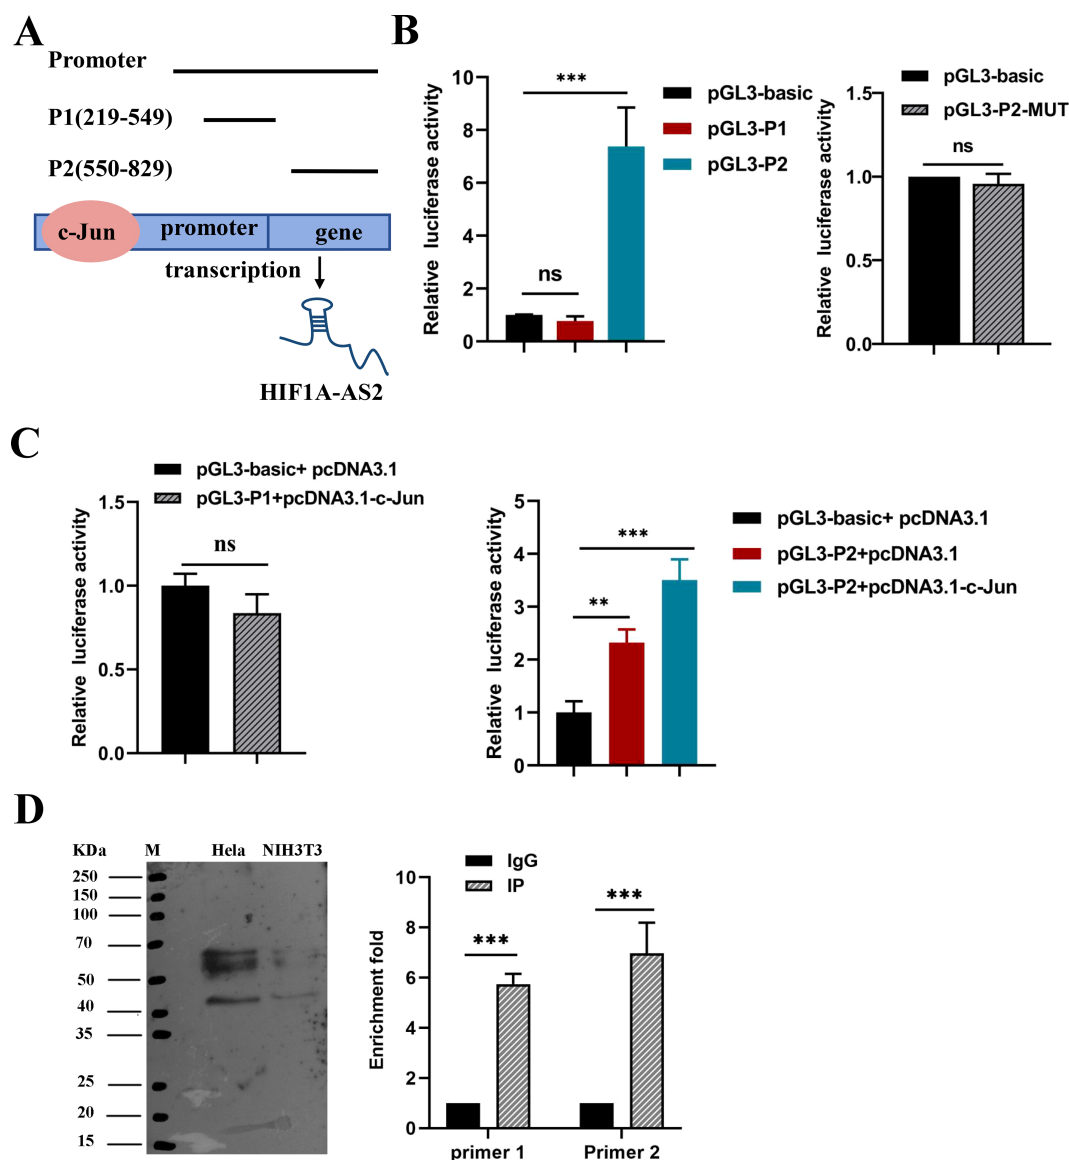 A
Promoter
P1(219-549)
P2(550-829)
c-Jun
promoter
gene
transcription
HIF1A-AS2
B
Relative luciferase activity
10
8
6
4
2
0
***
ns
pGL3-basic
pGL3-P1
pGL3-P2
Relative luciferase activity
1.5
1.0
0.5
0.0
pGL3-basic
pGL3-P2-MUT
ns
C
pGL3-basic+ pcDNA3.1
pGL3-P1+pcDNA3.1-c-Jun
Relative luciferase activity
1.5
1.0
0.5
0.0
ns
Relative luciferase activity
5
4
3
2
1
0
***
**
pGL3-basic+ pcDNA3.1
pGL3-P2+pcDNA3.1
pGL3-P2+pcDNA3.1-c-Jun
D
KDa M Hela NIH3T3
250
150
100
70
50
40
35
25
20
15
IgG
IP
Enrichment fold
10
8
6
4
2
0
***
***
primer 1 Primer 2